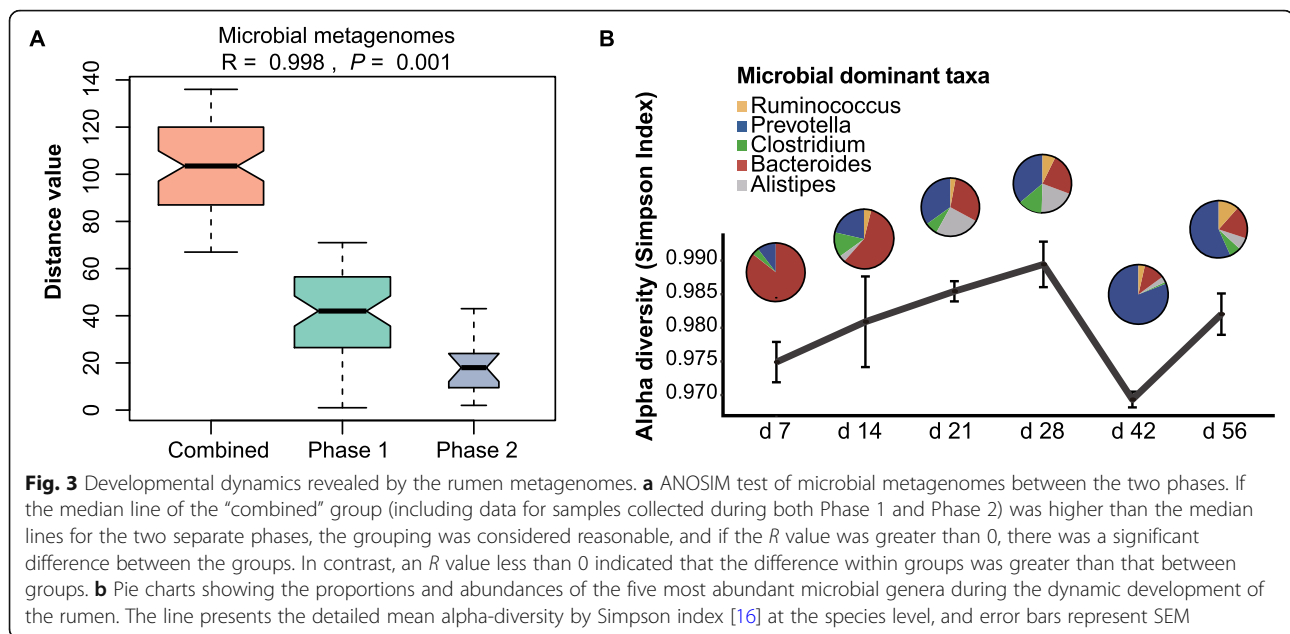 A
Microbial metagenomes
R = 0.998 , P = 0.001
Distance value
140
120
100
80
60
40
20
0
Combined Phase 1 Phase 2
B
Microbial dominant taxa
Ruminococcus
Prevotella
Clostridium
Bacteroides
Alistipes
Alpha diversity (Simpson Index)
0.990
0.985
0.980
0.975
0.970
d 7 d 14 d 21 d 28 d 42 d 56
Fig. 3 Developmental dynamics revealed by the rumen metagenomes. a ANOSIM test of microbial metagenomes between the two phases. If
the median line of the “combined” group (including data for samples collected during both Phase 1 and Phase 2) was higher than the median
lines for the two separate phases, the grouping was considered reasonable, and if the R value was greater than 0, there was a significant
difference between the groups. In contrast, an R value less than 0 indicated that the difference within groups was greater than that between
groups. b Pie charts showing the proportions and abundances of the five most abundant microbial genera during the dynamic development of
the rumen. The line presents the detailed mean alpha-diversity by Simpson index [16] at the species level, and error bars represent SEM